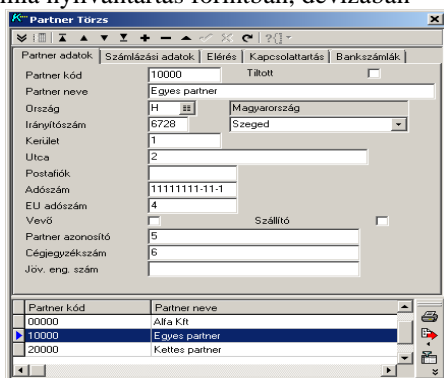 nyilvántartás forintban, devizában
Partner Törzs
Partner adatok Számlázási adatok Elérés Kapcsolattartás Bankszámlák
Partner kód 10000 Tiltott
Partner neve Egyes partner
Ország H Magyarország
Irányítószám 6728 Szeged
Kerület 1
Utca 2
Postafiók
Adószám 11111111-11-1
EU adószám 4
Vevő Szállító
Partner azonosító 5
Cégjegyzékszám 6
Jöv. eng. szám
Partner kód Partner neve
00000 Alfa Kft
10000 Egyes partner
20000 Kettes partner